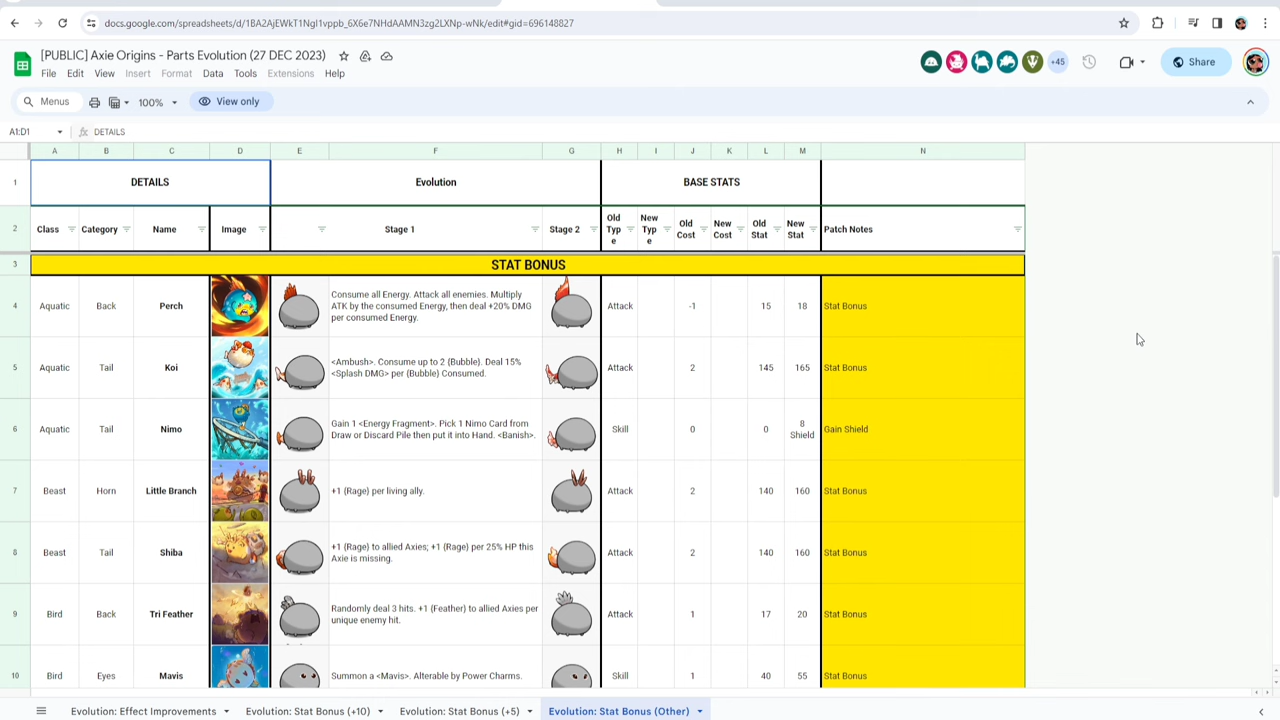 docs.google.com/spreadsheets/d/1BA2AjEWkT1NgI1vppb_6X6e7NHdAAMN3zg2LXNp-wNk/edit#gid=696148827
[PUBLIC] Axie Origins - Parts Evolution (27 DEC 2023)
File Edit View Insert Format Data Tools Extensions Help
+45
Share
Menus
100%
View only
A1:D1
DETAILS
A B C D E F G H I J K L M N
1 DETAILS Evolution BASE STATS
2 Class Category Name Image Stage 1 Stage 2 Old Type New Type Old Cost New Cost Old Stat New Stat Patch Notes
3 STAT BONUS
4 Aquatic Back Perch Consume all Energy. Attack all enemies. Multiply ATK by the consumed Energy, then deal +20% DMG per consumed Energy. Attack -1 15 18 Stat Bonus
5 Aquatic Tail Koi <Ambush>. Consume up to 2 (Bubble). Deal 15% <Splash DMG> per (Bubble) Consumed. Attack 2 145 165 Stat Bonus
6 Aquatic Tail Nimo Gain 1 <Energy Fragment>. Pick 1 Nimo Card from Draw or Discard Pile then put it into Hand. <Banish>. Skill 0 0 8 Shield Gain Shield
7 Beast Horn Little Branch +1 (Rage) per living ally. Attack 2 140 160 Stat Bonus
8 Beast Tail Shiba +1 (Rage) to allied Axies; +1 (Rage) per 25% HP this Axie is missing. Attack 2 140 160 Stat Bonus
9 Bird Back Tri Feather Randomly deal 3 hits. +1 (Feather) to allied Axies per unique enemy hit. Attack 1 17 20 Stat Bonus
10 Bird Eyes Mavis Summon a <Mavis>. Alterable by Power Charms. Skill 1 40 55 Stat Bonus
Evolution: Effect Improvements Evolution: Stat Bonus (+10) Evolution: Stat Bonus (+5) Evolution: Stat Bonus (Other)